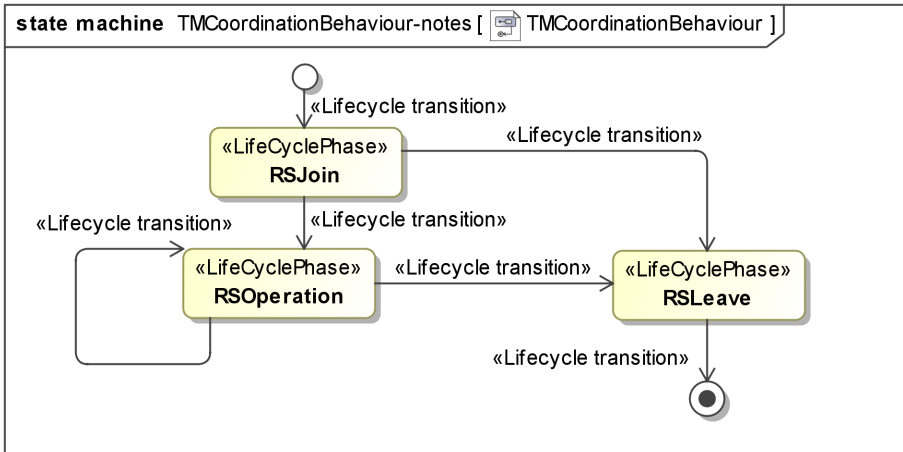 state machine TMCoordinationBehaviour-notes [ TMCoordinationBehaviour ]
«Lifecycle transition»
«Lifecycle transition»
«LifeCyclePhase»
RSJoin
«Lifecycle transition»
«Lifecycle transition»
«LifeCyclePhase»
RSOperation
«Lifecycle transition»
«LifeCyclePhase»
RSLeave
«Lifecycle transition»